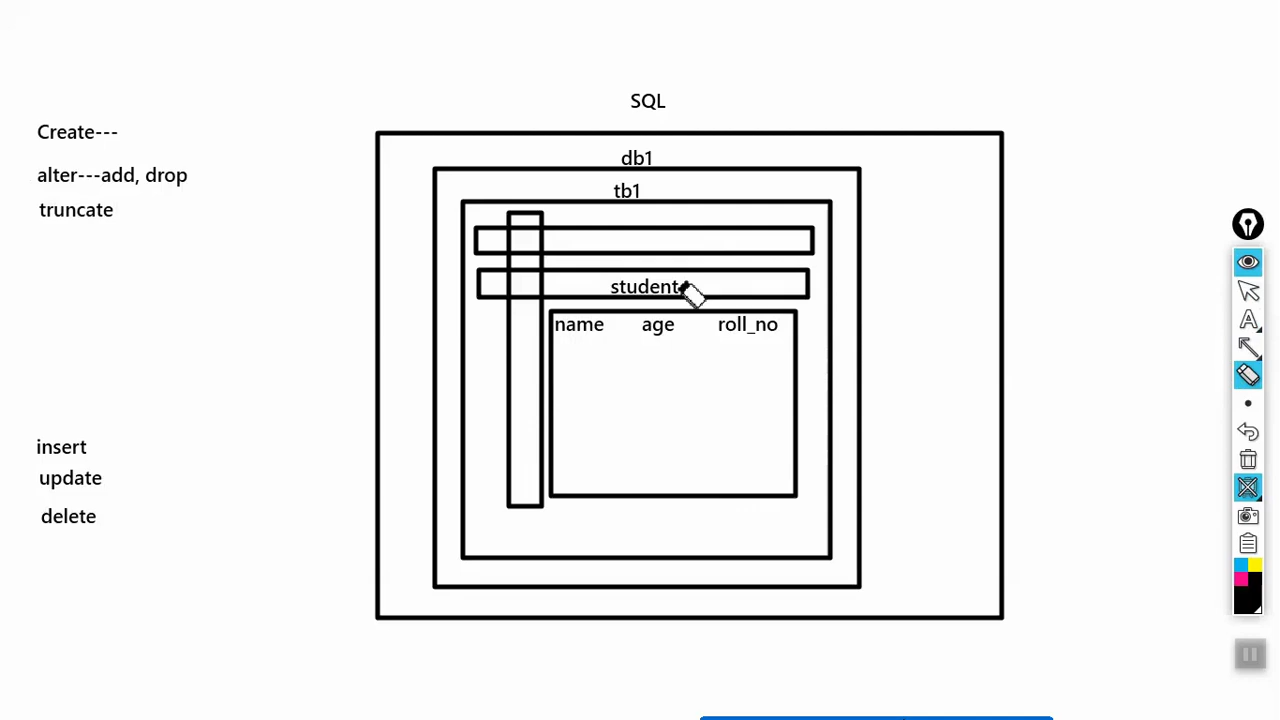 SQL
Create---
db1
alter---add, drop
tb1
truncate
student
name age roll_no
insert
update
delete